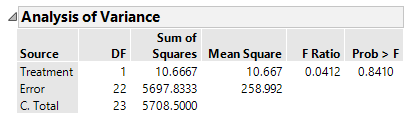 Analysis of Variance
Sum of
Source DF Squares Mean Square F Ratio Prob > F
Treatment 1 10.6667 10.667 0.0412 0.8410
Error 22 5697.8333 258.992
C. Total 23 5708.5000